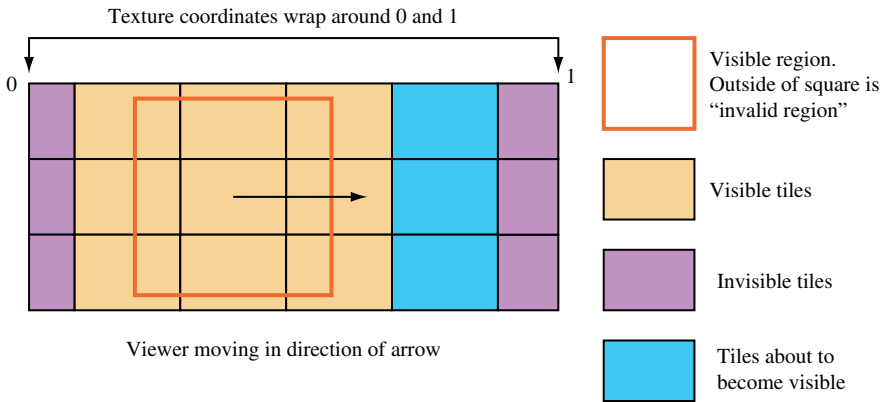 Texture coordinates wrap around 0 and 1
0
1
Visible region.
Outside of square is
“invalid region”
Visible tiles
Invisible tiles
Viewer moving in direction of arrow
Tiles about to
become visible